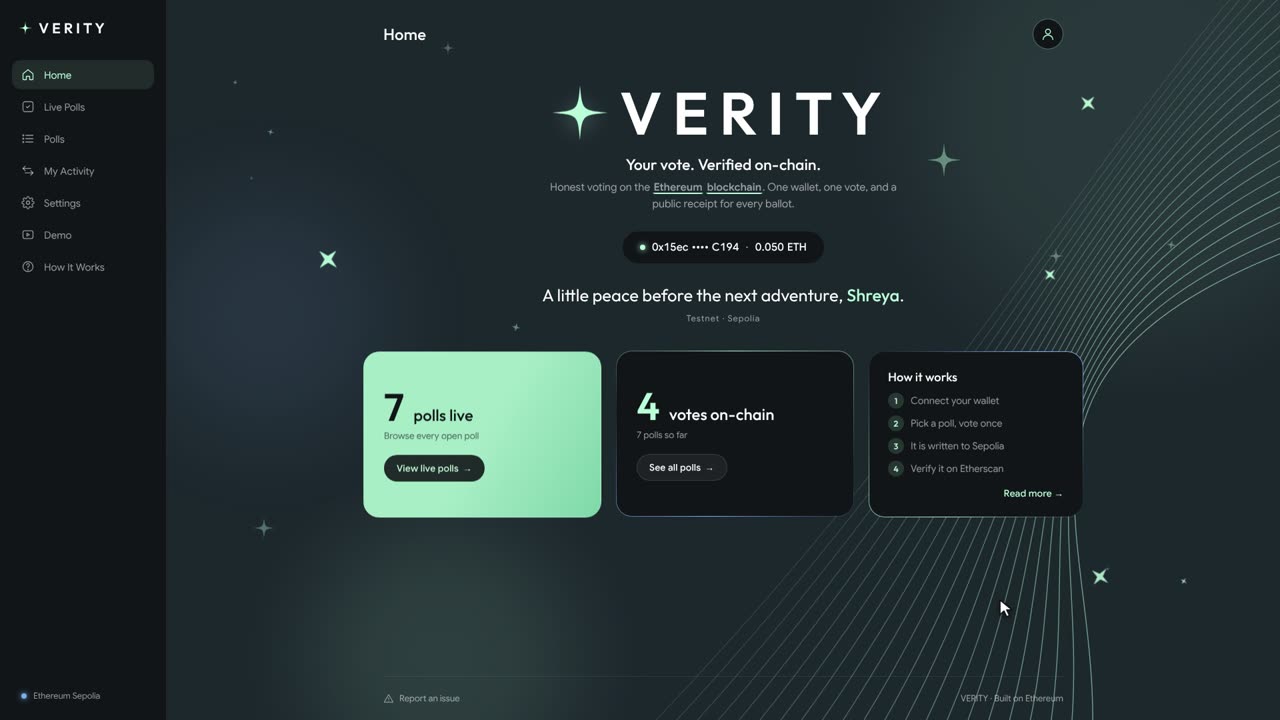 VERITY
Home
Live Polls
Polls
My Activity
Settings
Demo
How It Works
Ethereum Sepolia
Home
VERITY
Your vote. Verified on-chain.
Honest voting on the Ethereum blockchain. One wallet, one vote, and a
public receipt for every ballot.
0x15ec •••• C194 · 0.050 ETH
A little peace before the next adventure, Shreya.
Testnet · Sepolia
7 polls live
Browse every open poll
View live polls →
4 votes on-chain
7 polls so far
See all polls →
How it works
1 Connect your wallet
2 Pick a poll, vote once
3 It is written to Sepolia
4 Verify it on Etherscan
Read more →
Report an issue
VERITY · Built on Ethereum